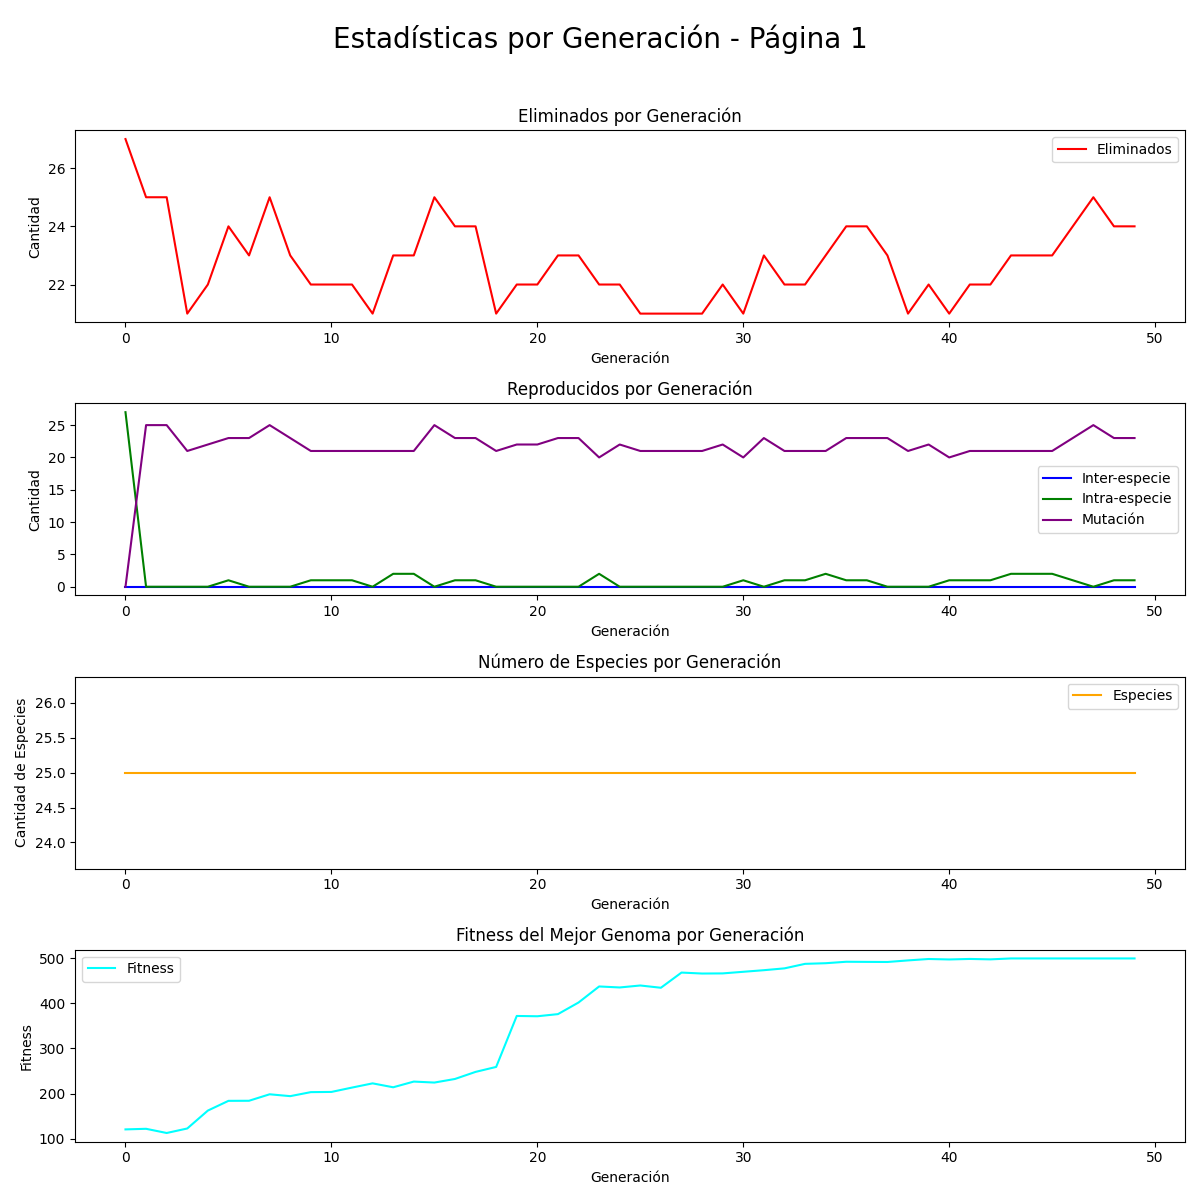 Estadísticas por Generación - Página 1
Eliminados por Generación
Eliminados
Cantidad
26
24
22
0 10 20 30 40 50
Generación
Reproducidos por Generación
Inter-especie
Intra-especie
Mutación
Cantidad
25
20
15
10
5
0
0 10 20 30 40 50
Generación
Número de Especies por Generación
Especies
Cantidad de Especies
26.0
25.5
25.0
24.5
24.0
0 10 20 30 40 50
Generación
Fitness del Mejor Genoma por Generación
Fitness
Fitness
500
400
300
200
100
0 10 20 30 40 50
Generación